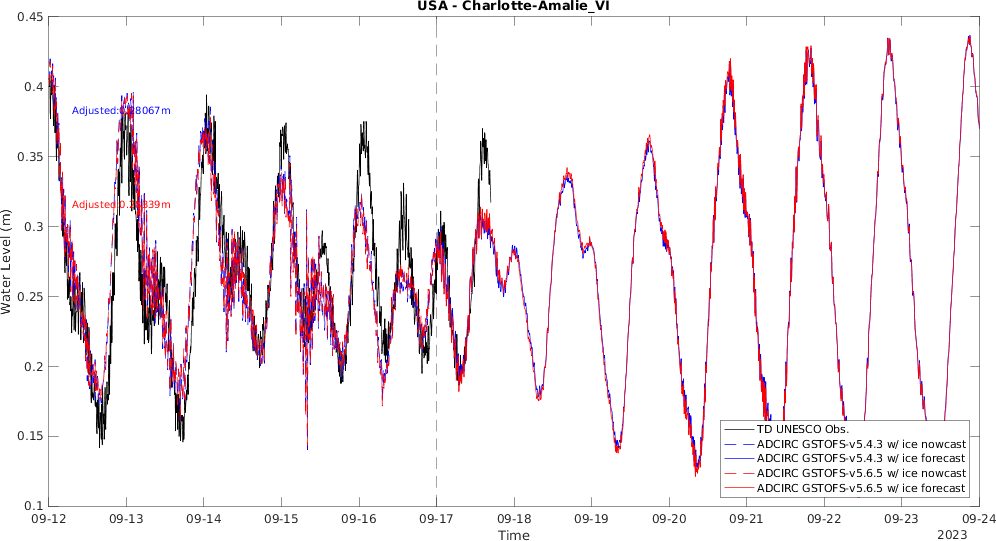 USA - Charlotte-Amalie_VI
0.45
0.4
0.35
0.3
0.25
0.2
0.15
0.1
Water Level (m)
09-12 09-13 09-14 09-15 09-16 09-17 09-18 09-19 09-20 09-21 09-22 09-23 09-24
Time
2023
TD UNESCO Obs.
ADCIRC GSTOFS-v5.4.3 w/ ice nowcast
ADCIRC GSTOFS-v5.4.3 w/ ice forecast
ADCIRC GSTOFS-v5.6.5 w/ ice nowcast
ADCIRC GSTOFS-v5.6.5 w/ ice forecast